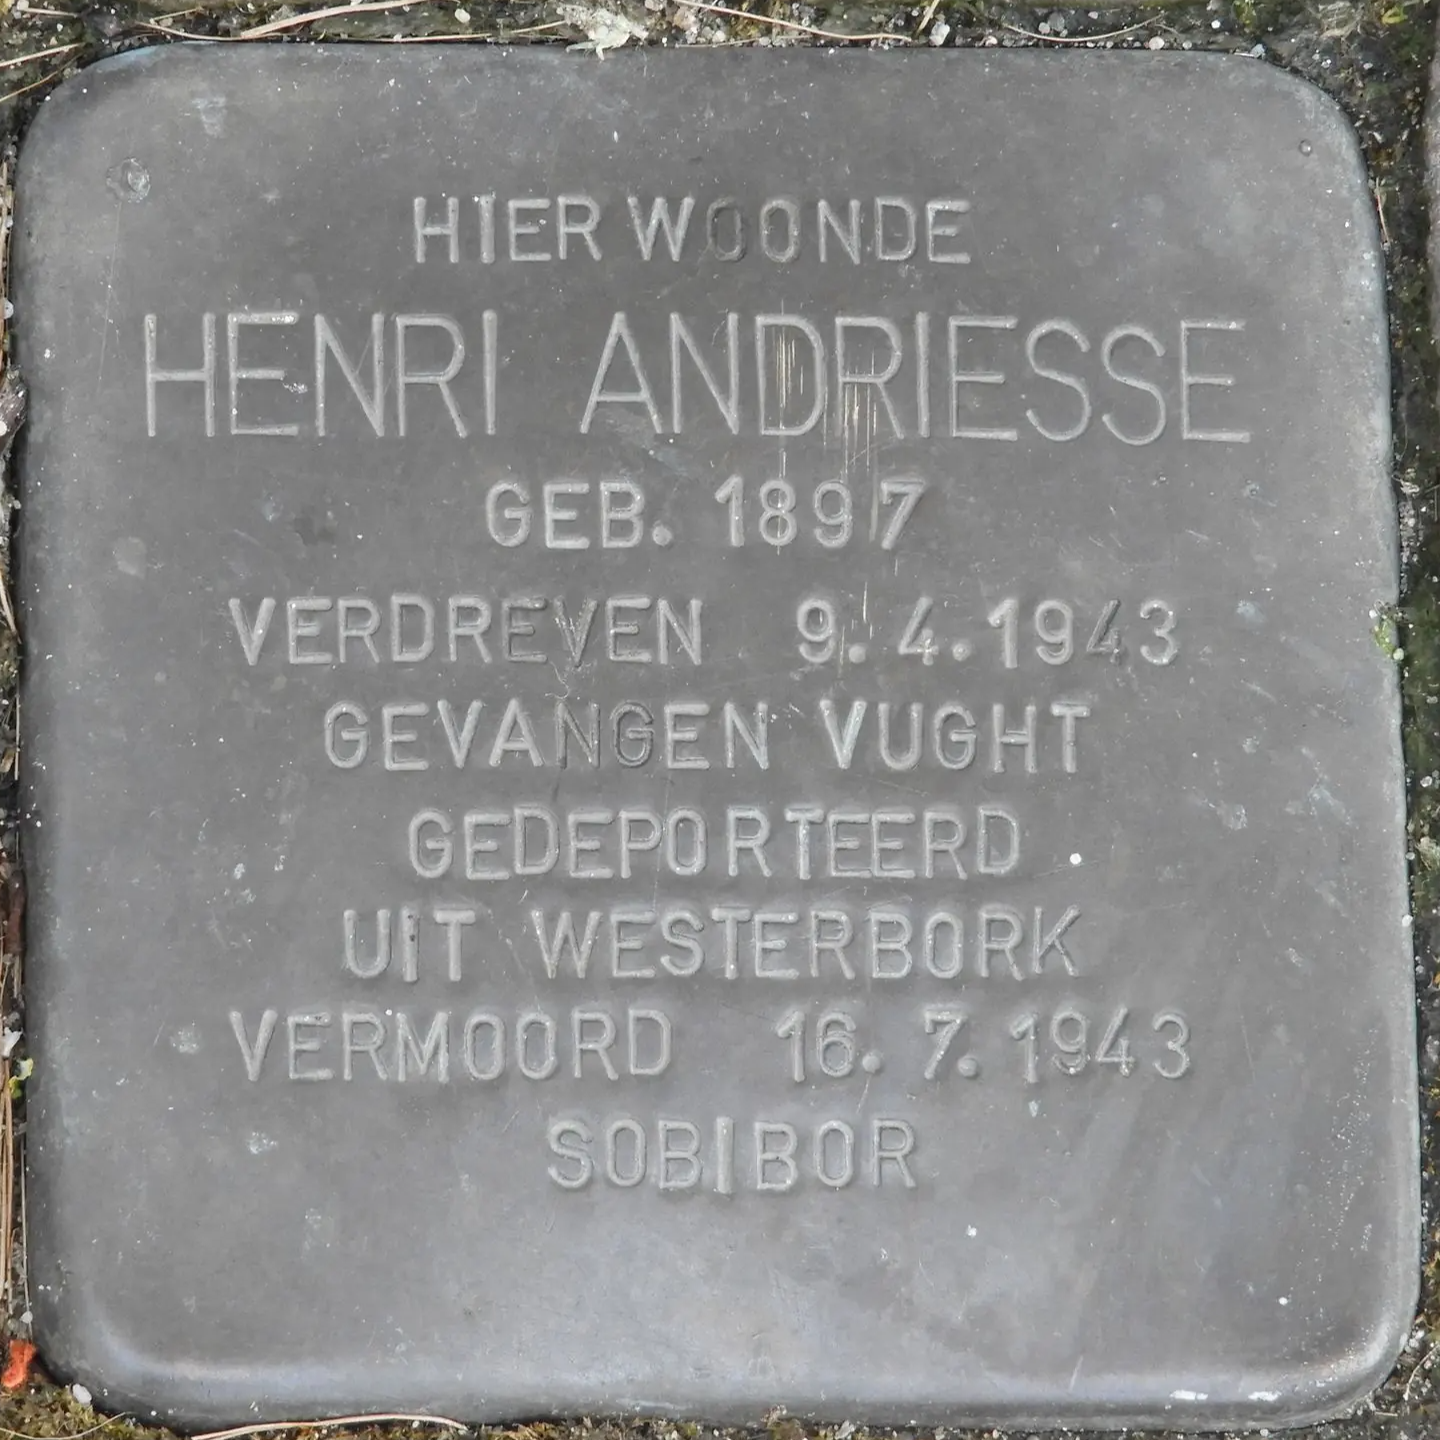 HIER WOONDE
HENRI ANDRIESSE
GEB. 1897
VERDREVEN 9.4.1943
GEVANGEN VUGHT
GEDEPORTEERD
UIT WESTERBORK
VERMOORD 16.7.1943
SOBIBOR